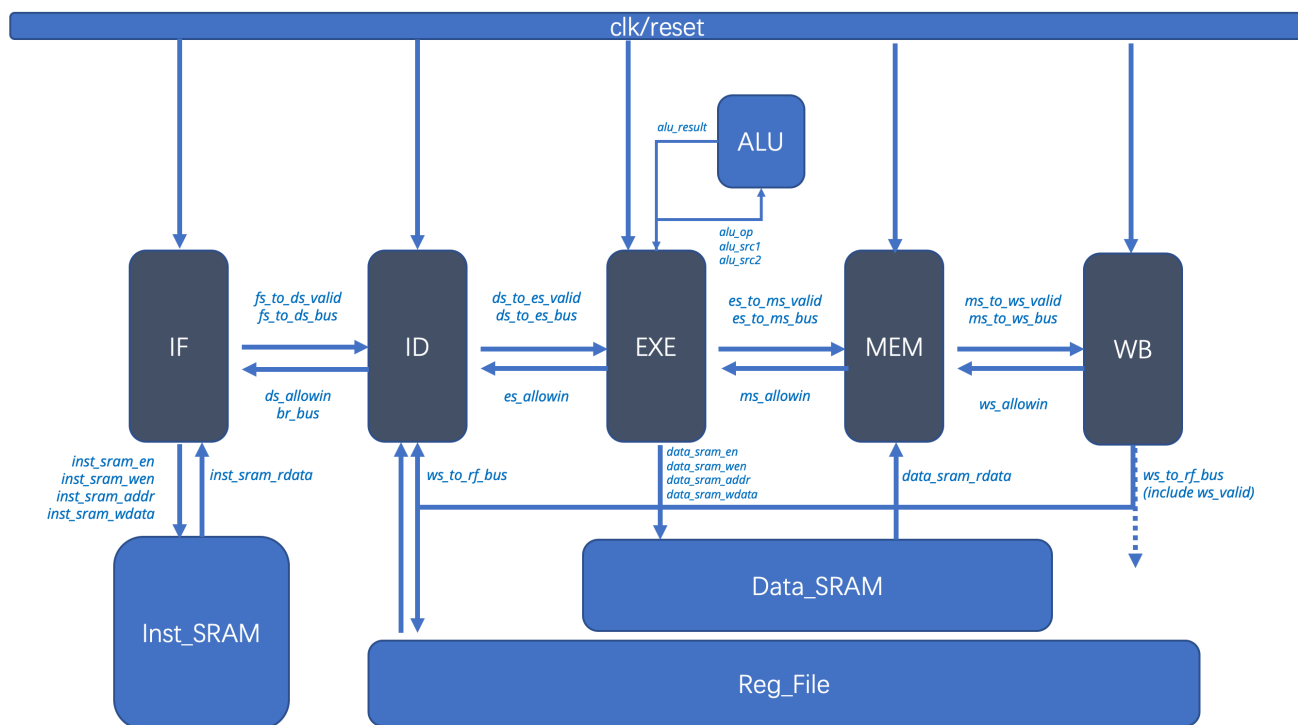 clk/reset
alu_result
ALU
alu_op
alu_src1
alu_src2
IF
fs_to_ds_valid
fs_to_ds_bus
ds_allowin
br_bus
ID
ds_to_es_valid
ds_to_es_bus
es_allowin
EXE
es_to_ms_valid
es_to_ms_bus
ms_allowin
MEM
ms_to_ws_valid
ms_to_ws_bus
ws_allowin
WB
inst_sram_en
inst_sram_wen
inst_sram_addr
inst_sram_wdata
inst_sram_rdata
ws_to_rf_bus
data_sram_en
data_sram_wen
data_sram_addr
data_sram_wdata
data_sram_rdata
ws_to_rf_bus
(include ws_valid)
Inst_SRAM
Data_SRAM
Reg_File